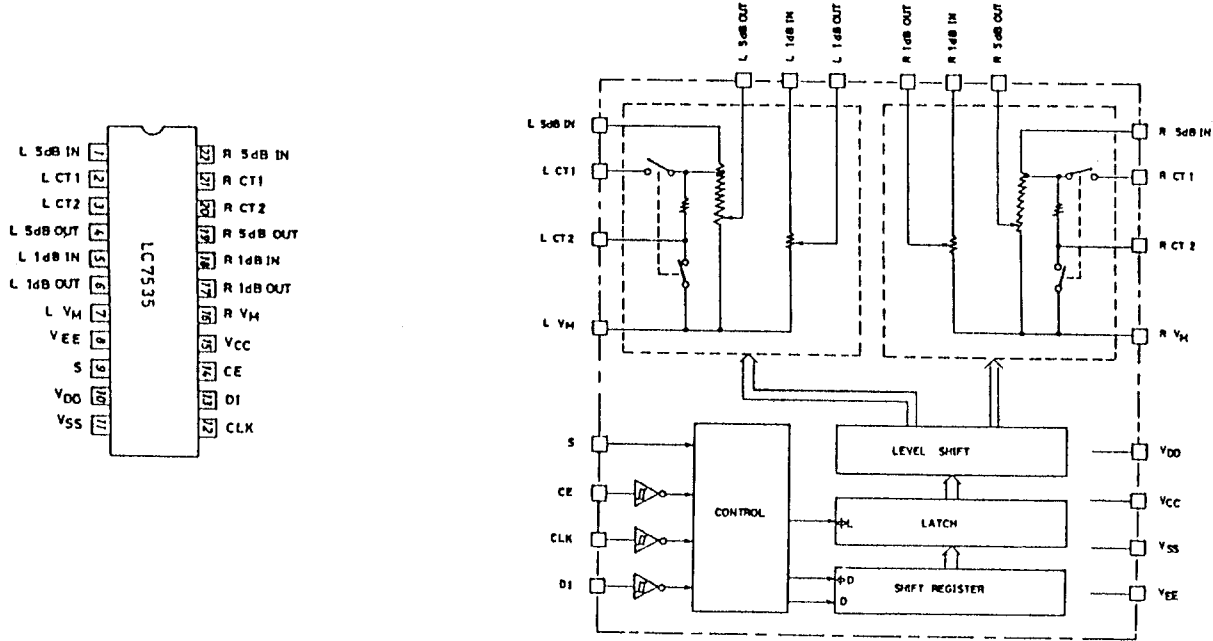 L 5dB IN 1
L CT1 2
L CT2 3
L 5dB OUT 4
L 1dB IN 5
L 1dB OUT 6
L VM 7
VEE 8
S 9
VDD 10
VSS 11
LC7535
22 R 5dB IN
21 R CT1
20 R CT2
19 R 5dB OUT
18 R 1dB IN
17 R 1dB OUT
16 R VM
15 VCC
14 CE
13 DI
12 CLK
L 5dB OUT
L 1dB IN
L 1dB OUT
R 1dB OUT
R 1dB IN
R 5dB OUT
L 5dB IN
L CT1
L CT2
L VM
R 5dB IN
R CT1
R CT2
R VM
S
CE
CLK
DI
CONTROL
LEVEL SHIFT
ϕL
LATCH
ϕD
D
SHIFT REGISTER
VDD
VCC
VSS
VEE